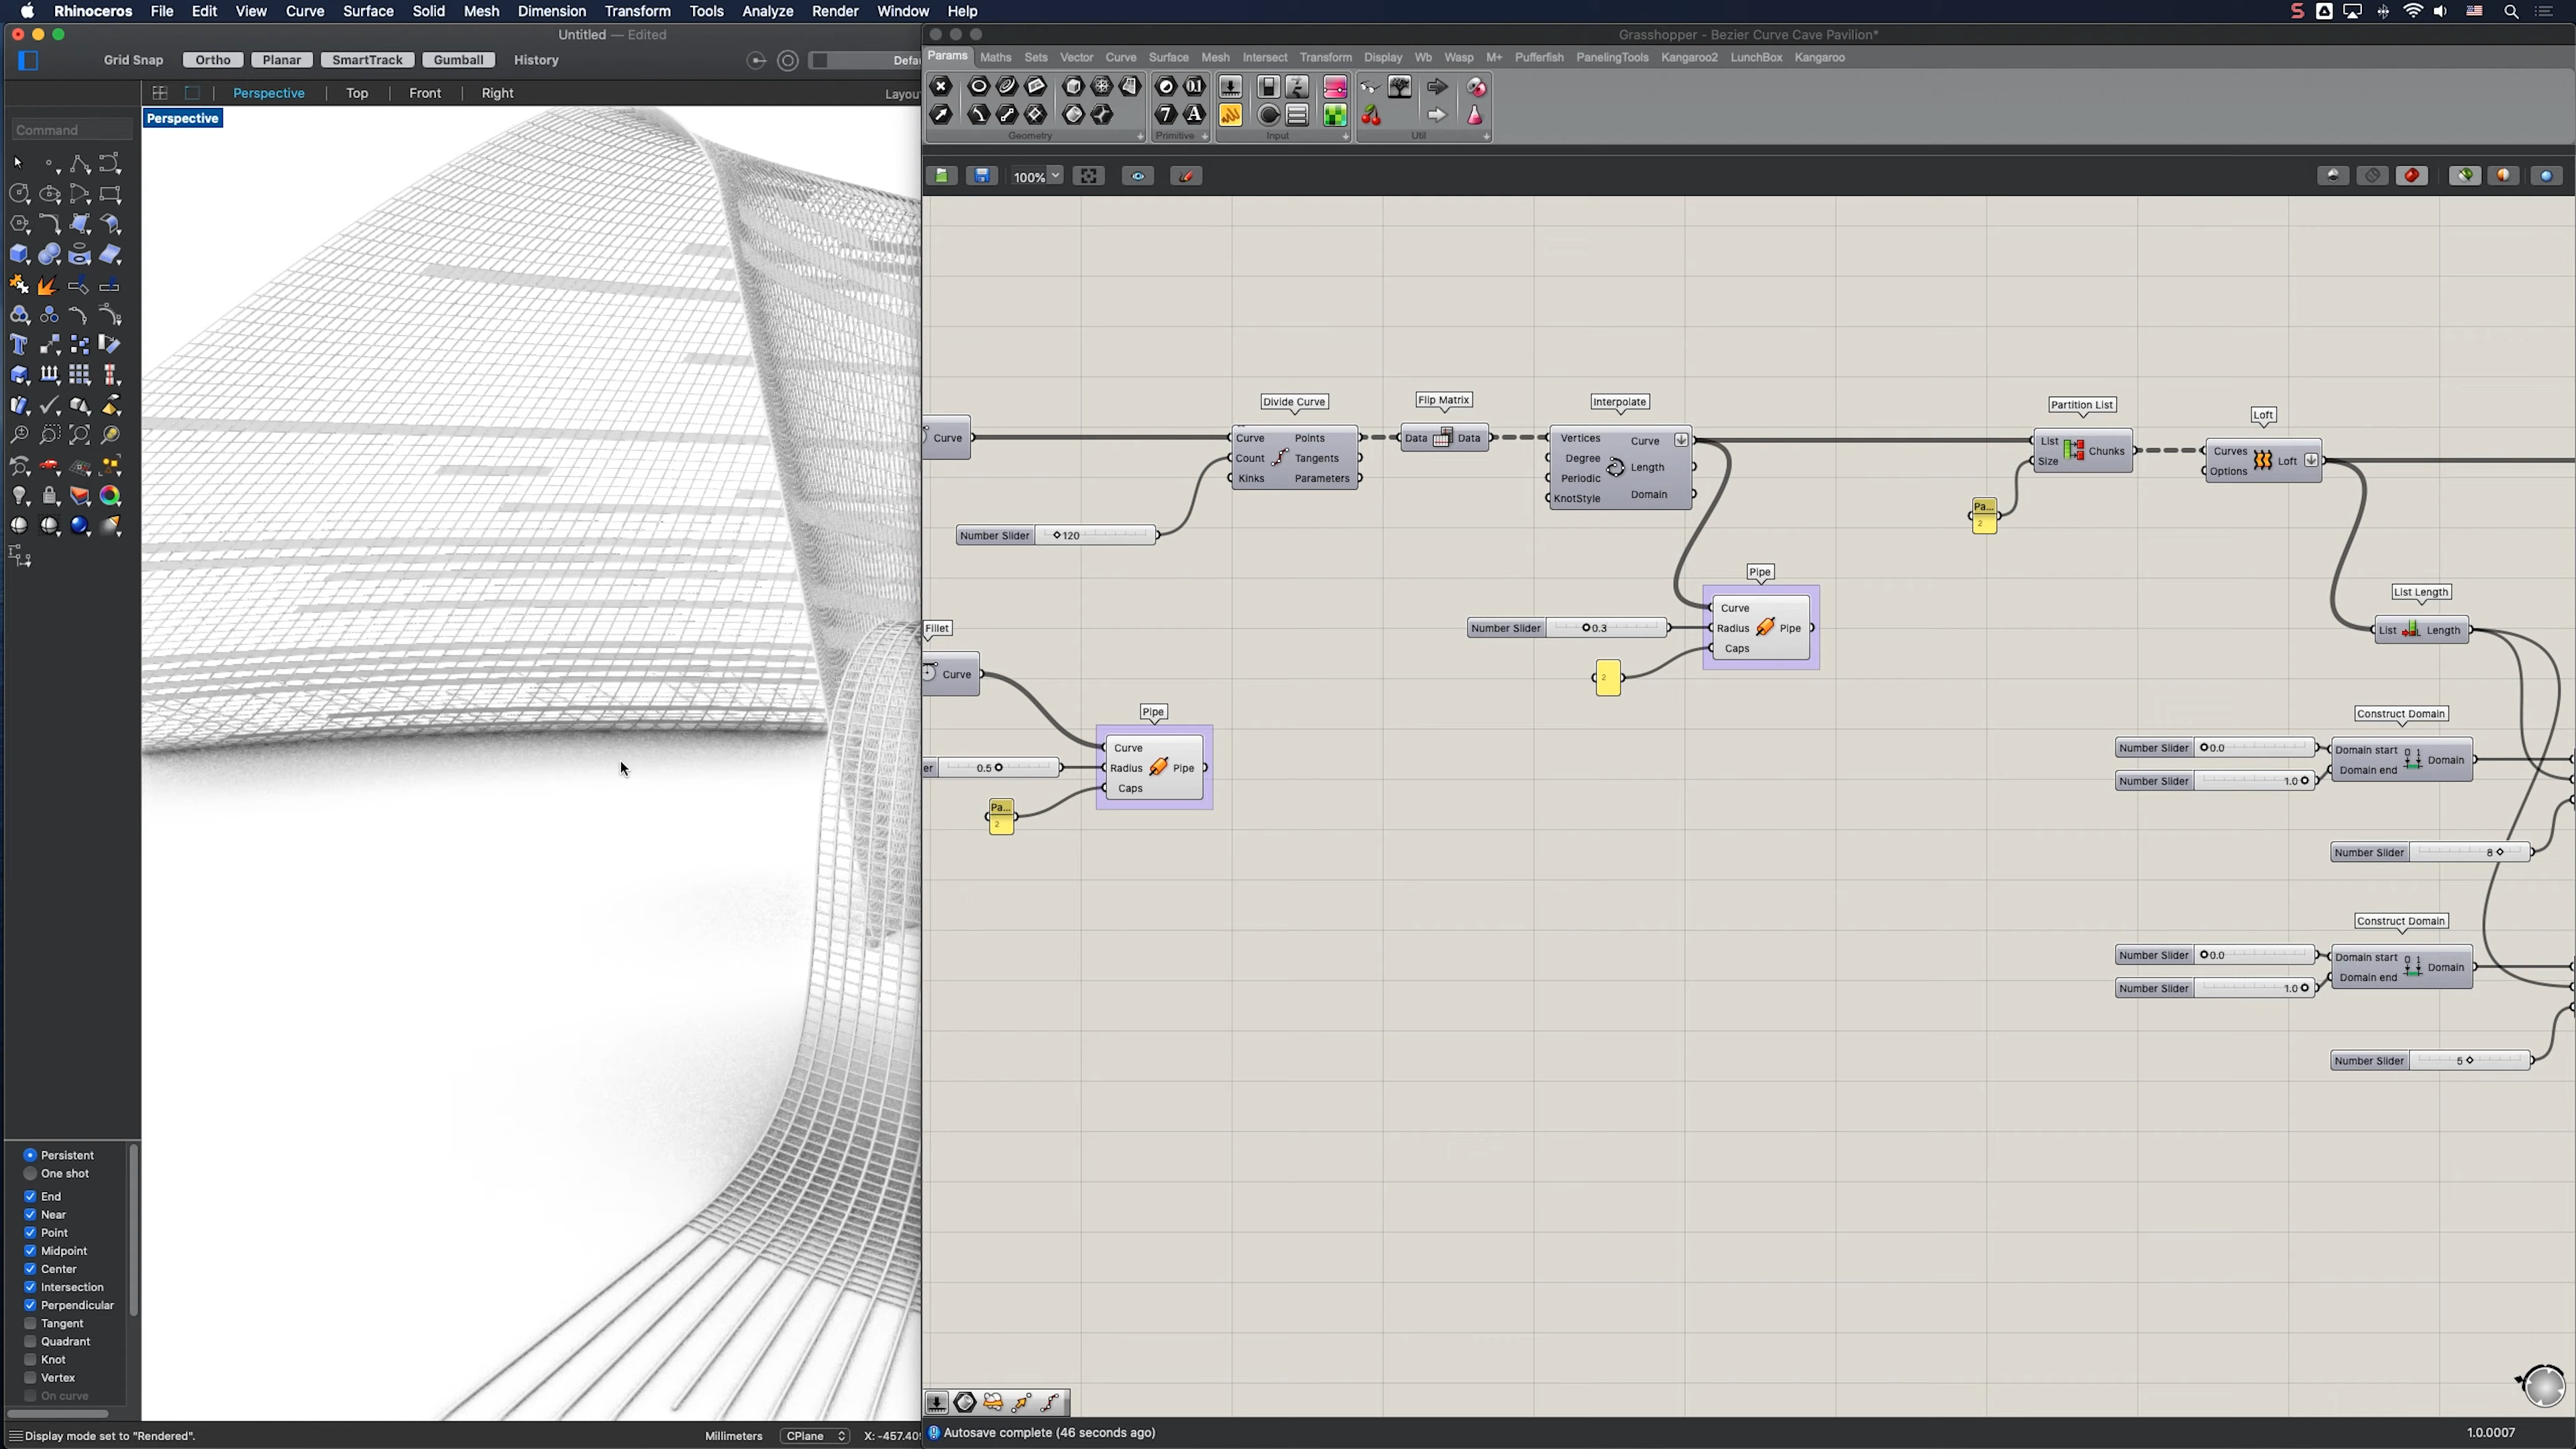 Rhinoceros File Edit View Curve Surface Solid Mesh Dimension Transform Tools Analyze Render Window Help
Untitled — Edited
Grasshopper - Bezier Curve Cave Pavilion*
Grid Snap Ortho Planar SmartTrack Gumball History
Params Maths Sets Vector Curve Surface Mesh Intersect Transform Display Wb Wasp M+ Pufferfish PanelingTools Kangaroo2 LunchBox Kangaroo
Perspective Top Front Right
Perspective
Command
Geometry Primitive Input Util
100%
Divide Curve
Flip Matrix
Interpolate
Partition List
Loft
Curve
Curve Points
Count Tangents
Kinks Parameters
Data Data
Vertices Curve
Degree Length
Periodic Domain
KnotStyle
List Chunks
Size
Curves Loft
Options
Pa...
2
Number Slider 120
Pipe
Curve
Radius Pipe
Caps
Number Slider 0.3
2
List Length
List Length
Fillet
Curve
Pipe
Curve
Radius Pipe
Caps
er 0.5
Pa...
2
Construct Domain
Number Slider 0.0
Number Slider 1.0
Domain start Domain
Domain end
Number Slider 8
Construct Domain
Number Slider 0.0
Number Slider 1.0
Domain start Domain
Domain end
Number Slider 5
Persistent
One shot
End
Near
Point
Midpoint
Center
Intersection
Perpendicular
Tangent
Quadrant
Knot
Vertex
On curve
Display mode set to "Rendered".
Millimeters CPlane
Autosave complete (46 seconds ago)
1.0.0007